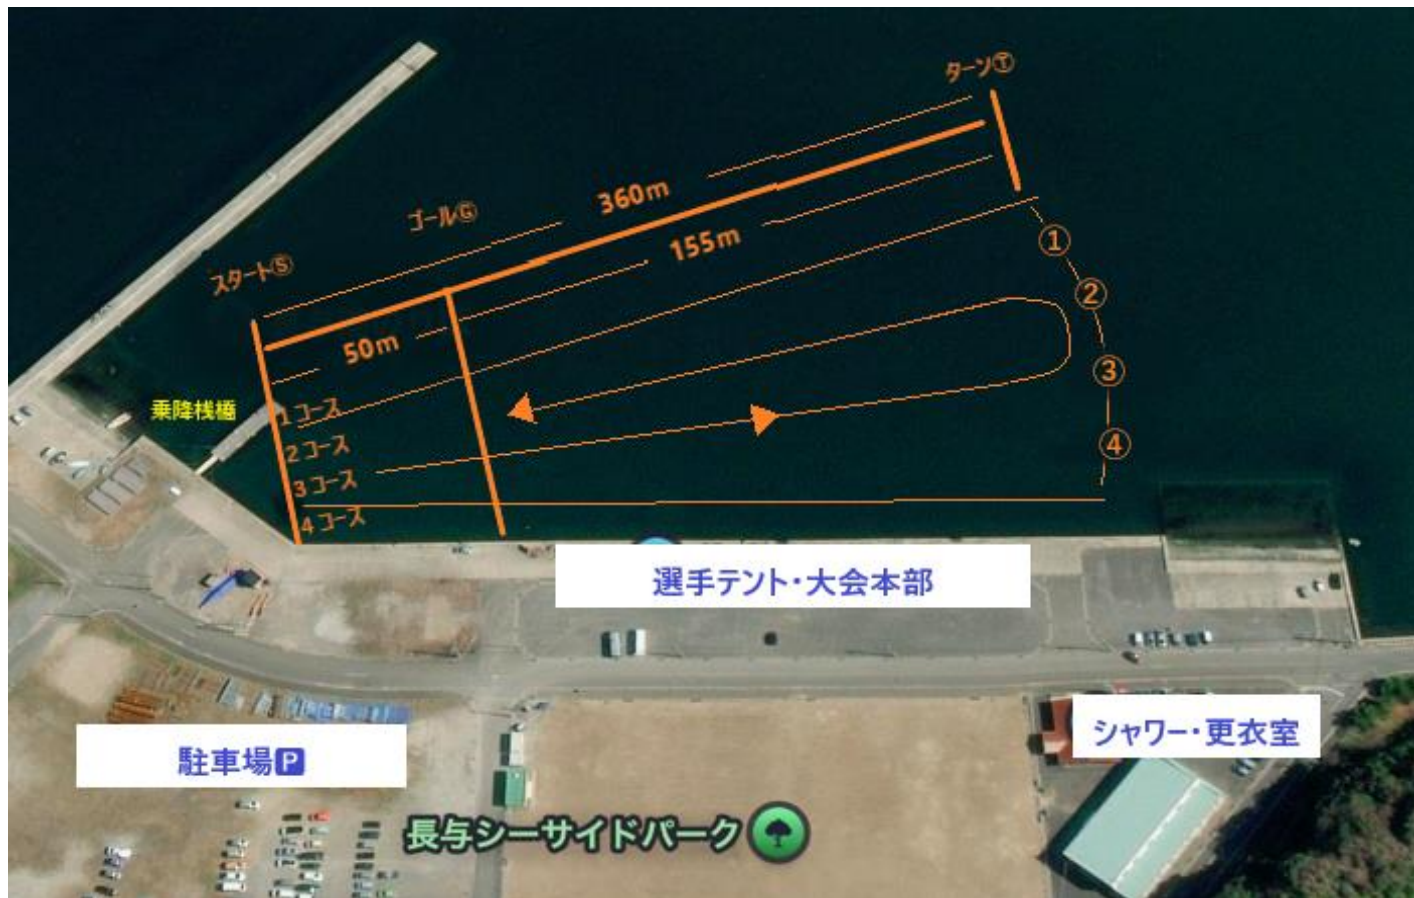 ターンⓉ
360m
ゴールⒼ
155m
スタートⓈ
50m
①
②
③
④
乗降桟橋
1コース
2コース
3コース
4コース
選手テント・大会本部
シャワー・更衣室
駐車場🅿
長与シーサイドパーク